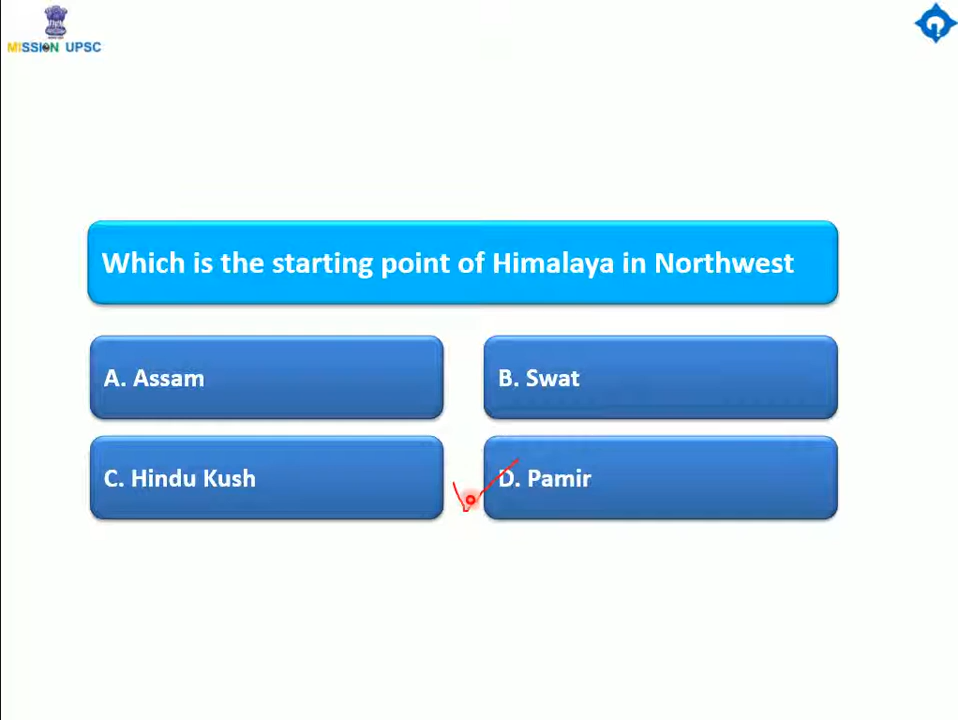 MISSION UPSC
Which is the starting point of Himalaya in Northwest
A. Assam
B. Swat
C. Hindu Kush
D. Pamir